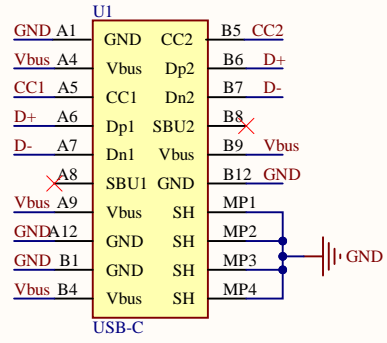 U1
GND A1 GND CC2 B5 CC2
Vbus A4 Vbus Dp2 B6 D+
CC1 A5 CC1 Dn2 B7 D-
D+ A6 Dp1 SBU2 B8
D- A7 Dn1 Vbus B9 Vbus
A8 SBU1 GND B12 GND
Vbus A9 Vbus SH MP1
GND A12 GND SH MP2
GND B1 GND SH MP3 GND
Vbus B4 Vbus SH MP4
USB-C